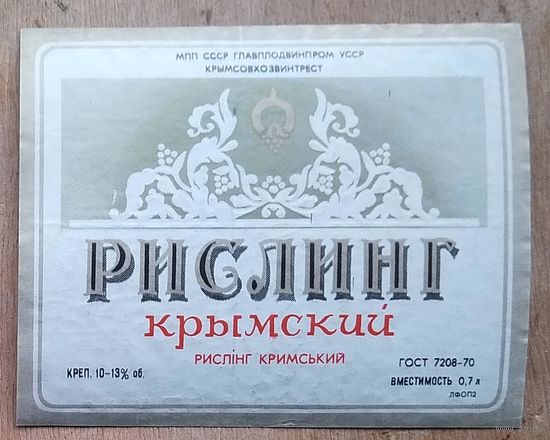 МПП СССР ГЛАВПЛОДВИНПРОМ УССР
КРЫМСОВХОЗВИНТРЕСТ
РИСЛИНГ
крымский
РИСЛІНГ КРИМСЬКИЙ
КРЕП. 10-13% об.
ГОСТ 7208-70
ВМЕСТИМОСТЬ 0,7 л
ЛФОП2